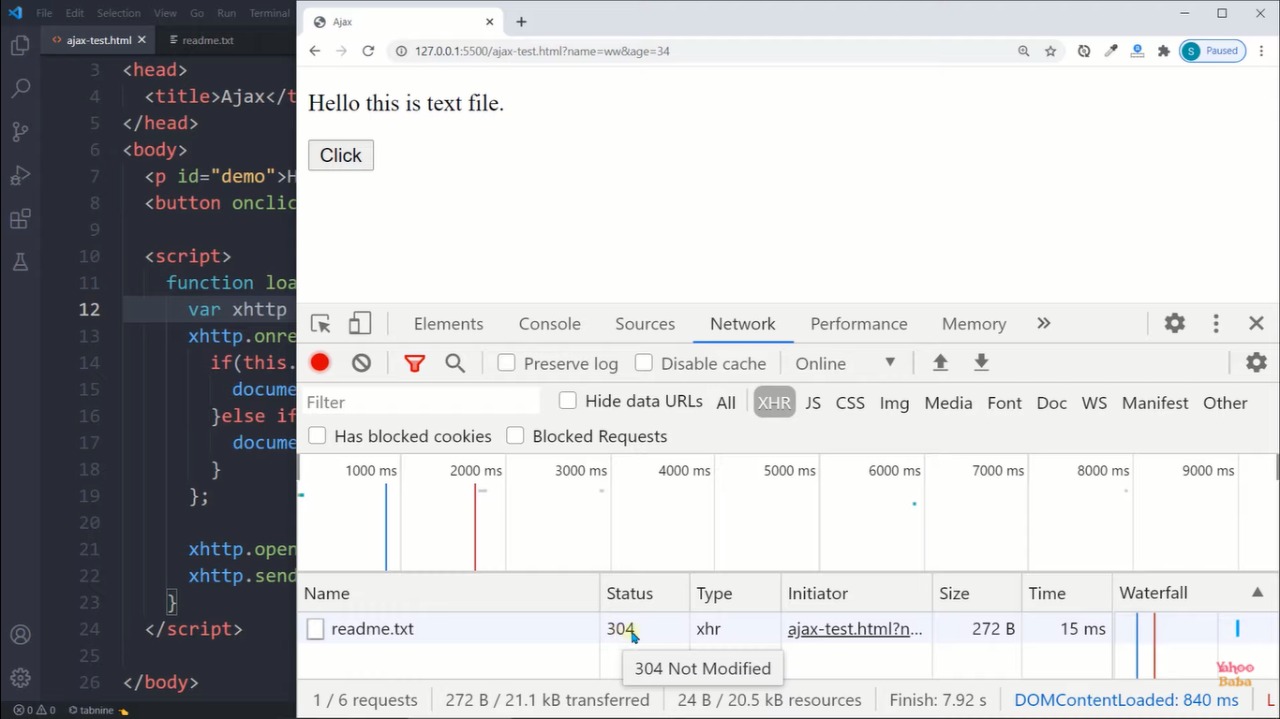 File Edit Selection View Go Run Terminal
ajax-test.html readme.txt
3 <head>
4 <title>Ajax</t
5 </head>
6 <body>
7 <p id="demo">H
8 <button onclic
9
10 <script>
11 function loa
12 var xhttp
13 xhttp.onre
14 if(this.
15 docume
16 }else if
17 docume
18 }
19 };
20
21 xhttp.open
22 xhttp.send
23 }
24 </script>
25
26 </body>
0 0 tabnine
Ajax
127.0.0.1:5500/ajax-test.html?name=ww&age=34
S Paused
Hello this is text file.
Click
Elements Console Sources Network Performance Memory
Preserve log Disable cache Online
Filter Hide data URLs All XHR JS CSS Img Media Font Doc WS Manifest Other
Has blocked cookies Blocked Requests
1000 ms 2000 ms 3000 ms 4000 ms 5000 ms 6000 ms 7000 ms 8000 ms 9000 ms
Name Status Type Initiator Size Time Waterfall
readme.txt 304 xhr ajax-test.html?n... 272 B 15 ms
304 Not Modified
Yahoo
Baba
1 / 6 requests 272 B / 21.1 kB transferred 24 B / 20.5 kB resources Finish: 7.92 s DOMContentLoaded: 840 ms L